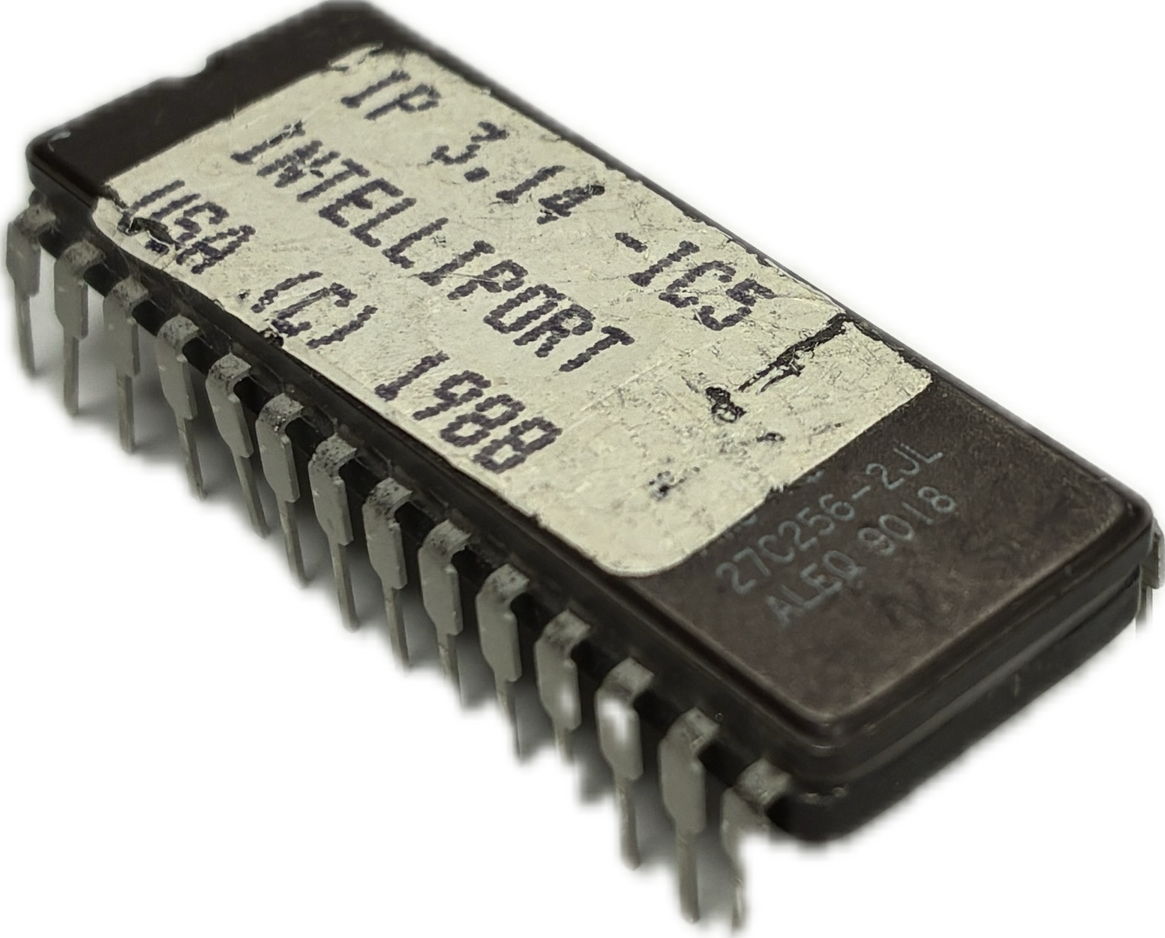 IP 3.14 -IC5
INTELLIPORT
USA (C) 1988
27C256-2JL
ALEQ 9018